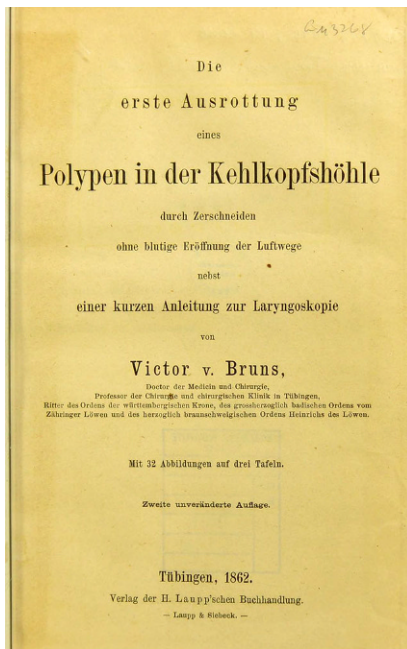 Die
erste Ausrottung
eines
Polypen in der Kehlkopfshöhle
durch Zerschneiden
ohne blutige Eröffnung der Luftwege
nebst
einer kurzen Anleitung zur Laryngoskopie
von
Victor v. Bruns,
Doctor der Medicin und Chirurgie,
Professor der Chirurgie und chirurgischen Klinik in Tübingen,
Ritter des Ordens der württembergischen Krone, des grossherzoglich badischen Ordens vom
Zähringer Löwen und des herzoglich braunschweigischen Ordens Heinrichs des Löwen.
Mit 32 Abbildungen auf drei Tafeln.
Zweite unveränderte Auflage.
Tübingen, 1862.
Verlag der H. Laupp'schen Buchhandlung.
— Laupp & Siebeck. —